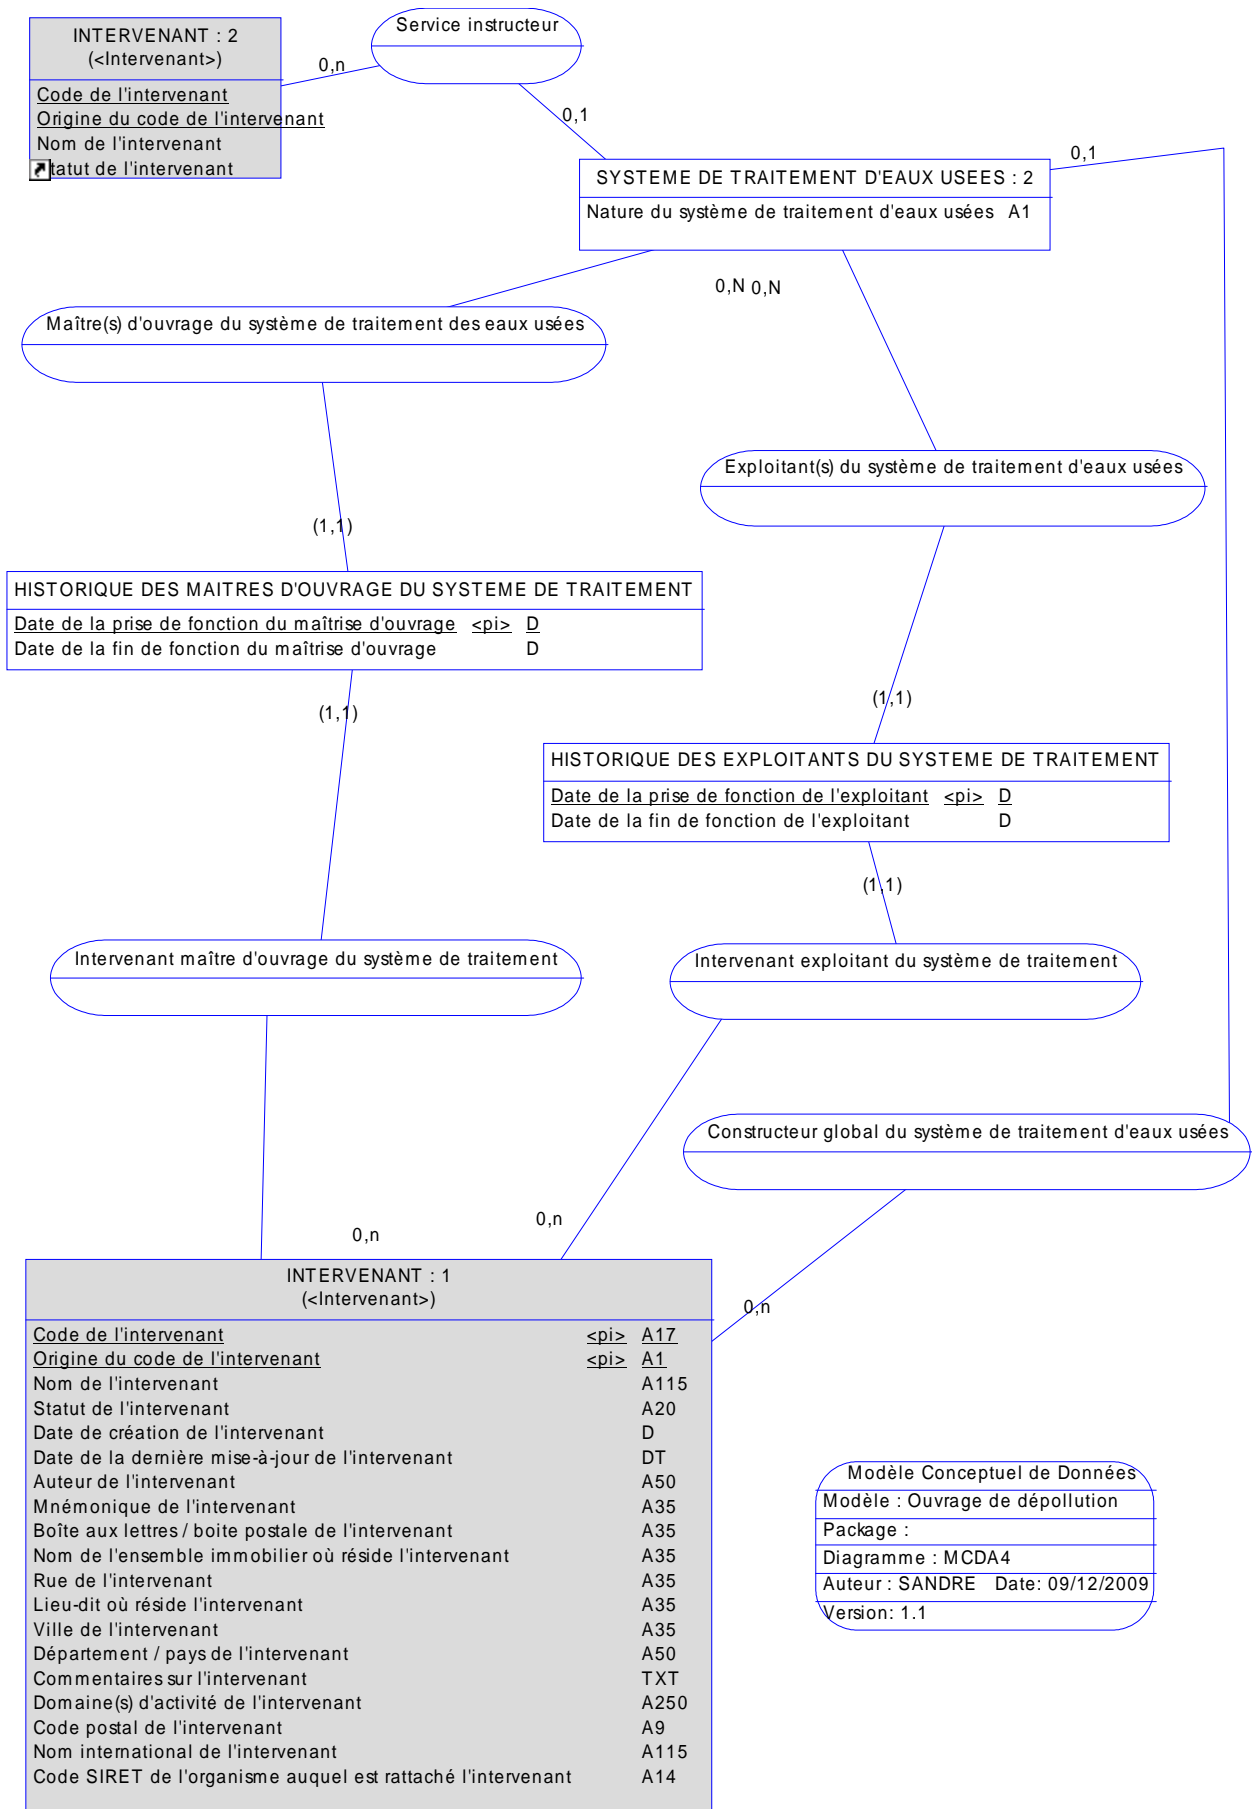 INTERVENANT : 2
(<Intervenant>)
Code de l'intervenant
Origine du code de l'intervenant
Nom de l'intervenant
tatut de l'intervenant
Service instructeur
0,n
0,1
0,1
SYSTEME DE TRAITEMENT D'EAUX USEES : 2
Nature du système de traitement d'eaux usées A1
0,N 0,N
Maître(s) d'ouvrage du système de traitement des eaux usées
Exploitant(s) du système de traitement d'eaux usées
(1,1)
HISTORIQUE DES MAITRES D'OUVRAGE DU SYSTEME DE TRAITEMENT
Date de la prise de fonction du maîtrise d'ouvrage <pi> D
Date de la fin de fonction du maîtrise d'ouvrage D
(1,1)
(1,1)
HISTORIQUE DES EXPLOITANTS DU SYSTEME DE TRAITEMENT
Date de la prise de fonction de l'exploitant <pi> D
Date de la fin de fonction de l'exploitant D
(1,1)
Intervenant maître d'ouvrage du système de traitement
Intervenant exploitant du système de traitement
Constructeur global du système de traitement d'eaux usées
0,n
0,n
0,n
INTERVENANT : 1
(<Intervenant>)
Code de l'intervenant <pi> A17
Origine du code de l'intervenant <pi> A1
Nom de l'intervenant A115
Statut de l'intervenant A20
Date de création de l'intervenant D
Date de la dernière mise-à-jour de l'intervenant DT
Auteur de l'intervenant A50
Mnémonique de l'intervenant A35
Boîte aux lettres / boite postale de l'intervenant A35
Nom de l'ensemble immobilier où réside l'intervenant A35
Rue de l'intervenant A35
Lieu-dit où réside l'intervenant A35
Ville de l'intervenant A35
Département / pays de l'intervenant A50
Commentaires sur l'intervenant TXT
Domaine(s) d'activité de l'intervenant A250
Code postal de l'intervenant A9
Nom international de l'intervenant A115
Code SIRET de l'organisme auquel est rattaché l'intervenant A14
Modèle Conceptuel de Données
Modèle : Ouvrage de dépollution
Package :
Diagramme : MCDA4
Auteur : SANDRE Date: 09/12/2009
Version: 1.1